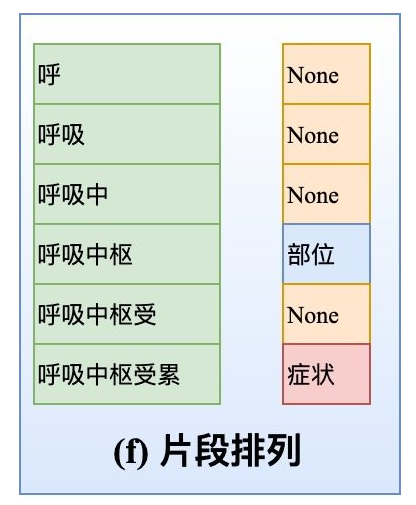 呼 None
呼吸 None
呼吸中 None
呼吸中枢 部位
呼吸中枢受 None
呼吸中枢受累 症状
(f) 片段排列